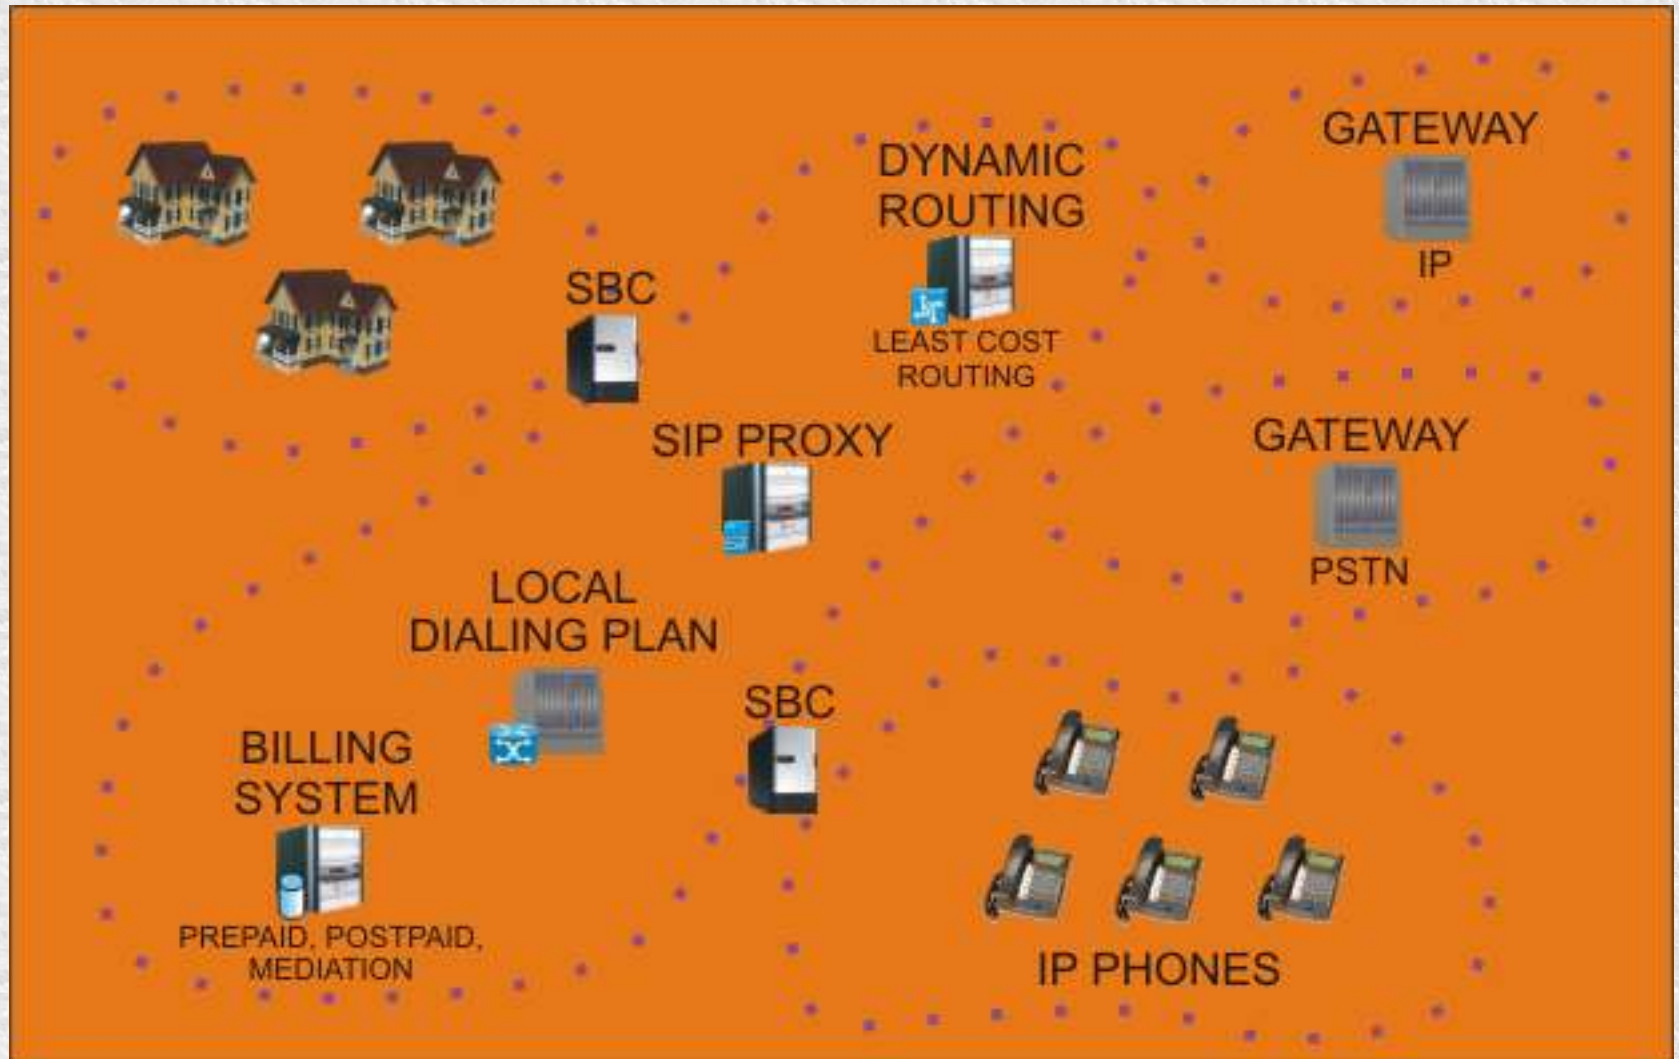 GATEWAY
IP
DYNAMIC
ROUTING
LEAST COST
ROUTING
SBC
SIP PROXY
GATEWAY
PSTN
LOCAL
DIALING PLAN
SBC
BILLING
SYSTEM
PREPAID, POSTPAID,
MEDIATION
IP PHONES